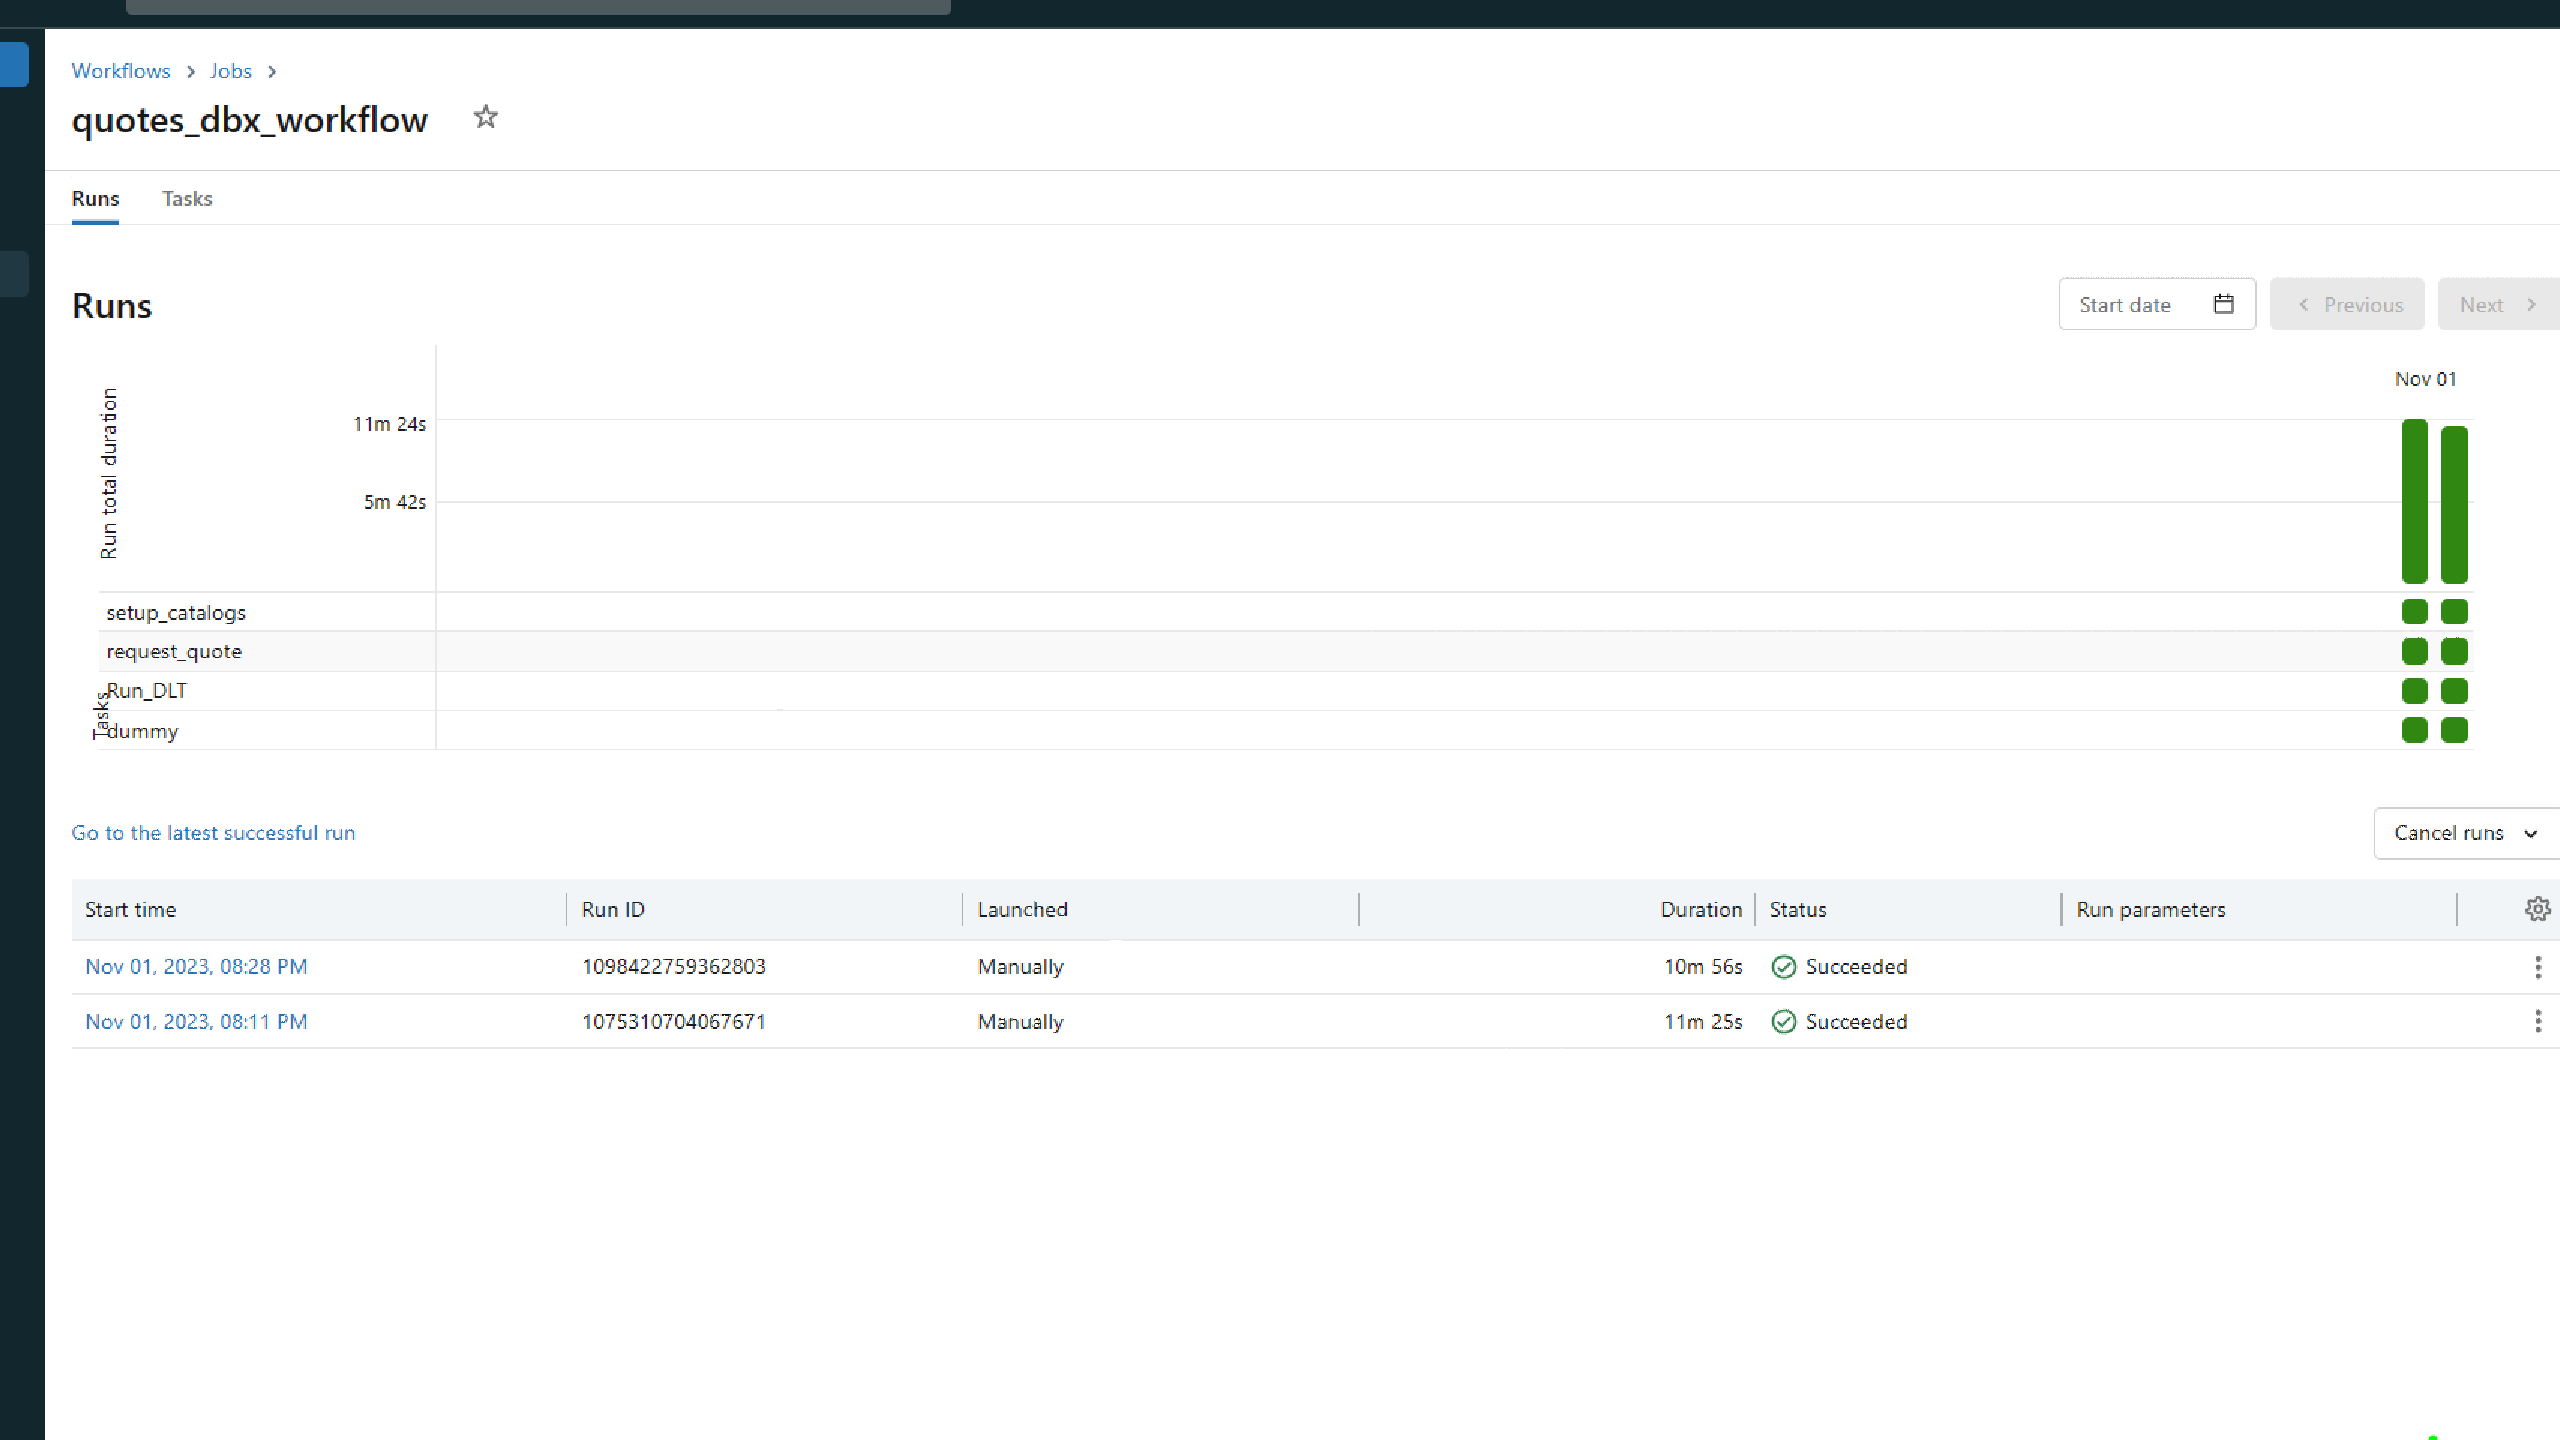 Workflows > Jobs >
quotes_dbx_workflow
Runs Tasks
Runs
Start date
Previous
Next
Nov 01
Run total duration
11m 24s
5m 42s
Tasks
setup_catalogs
request_quote
Run_DLT
dummy
Go to the latest successful run
Cancel runs
Start time Run ID Launched Duration Status Run parameters
Nov 01, 2023, 08:28 PM 1098422759362803 Manually 10m 56s Succeeded
Nov 01, 2023, 08:11 PM 1075310704067671 Manually 11m 25s Succeeded